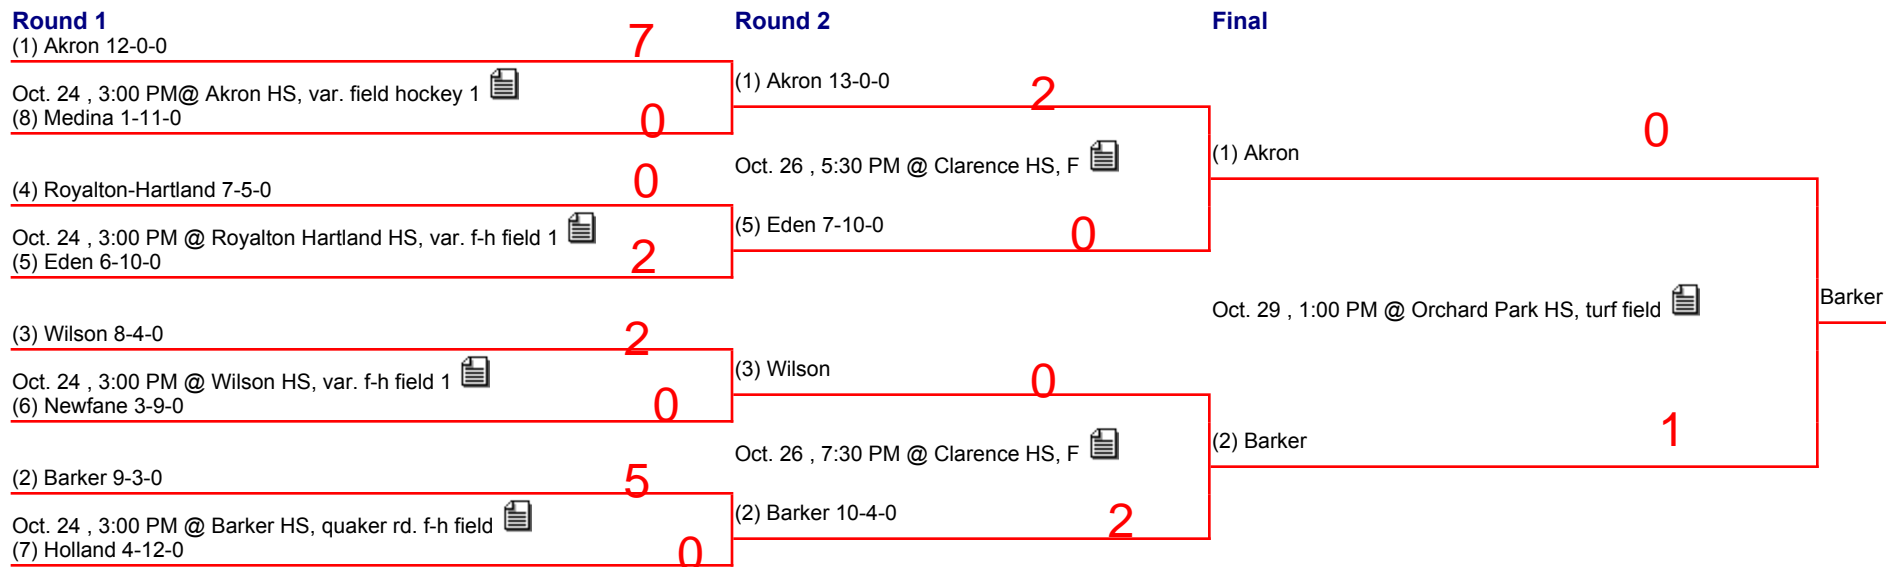 Round 1
(1) Akron 12-0-0
7
Oct. 24 , 3:00 PM@ Akron HS, var. field hockey 1
(8) Medina 1-11-0
0
(4) Royalton-Hartland 7-5-0
0
Oct. 24 , 3:00 PM @ Royalton Hartland HS, var. f-h field 1
(5) Eden 6-10-0
2
(3) Wilson 8-4-0
2
Oct. 24 , 3:00 PM @ Wilson HS, var. f-h field 1
(6) Newfane 3-9-0
0
(2) Barker 9-3-0
5
Oct. 24 , 3:00 PM @ Barker HS, quaker rd. f-h field
(7) Holland 4-12-0
0
Round 2
(1) Akron 13-0-0
2
Oct. 26 , 5:30 PM @ Clarence HS, F
(5) Eden 7-10-0
0
(3) Wilson
0
Oct. 26 , 7:30 PM @ Clarence HS, F
(2) Barker 10-4-0
2
Final
(1) Akron
0
Oct. 29 , 1:00 PM @ Orchard Park HS, turf field
(2) Barker
1
Barker